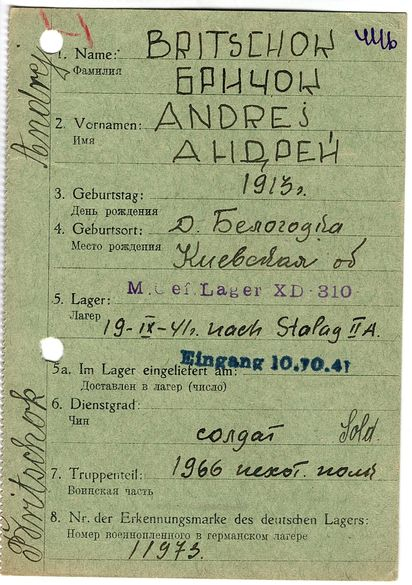 Andrej
Britschok
чив
1. Name: BRITSCHOK
Фамилия БРИЧОК
2. Vornamen: ANDREJ
Имя АНДРЕЙ
3. Geburtstag: 1913г.
День рождения
4. Geburtsort: д. Белогодка
Место рождения Киевская об
5. Lager: M.Gef.Lager XD-310
Лагерь 19-IX-41г. nach Stalag II A.
5a. Im Lager eingeliefert am: Eingang 10.10.41
Доставлен в лагерь (число)
6. Dienstgrad:
Чин солдат Sold.
7. Truppenteil: 1966 пехот. полк
Воинская часть
8. Nr. der Erkennungsmarke des deutschen Lagers:
Номер военнопленного в германском лагере
11973.